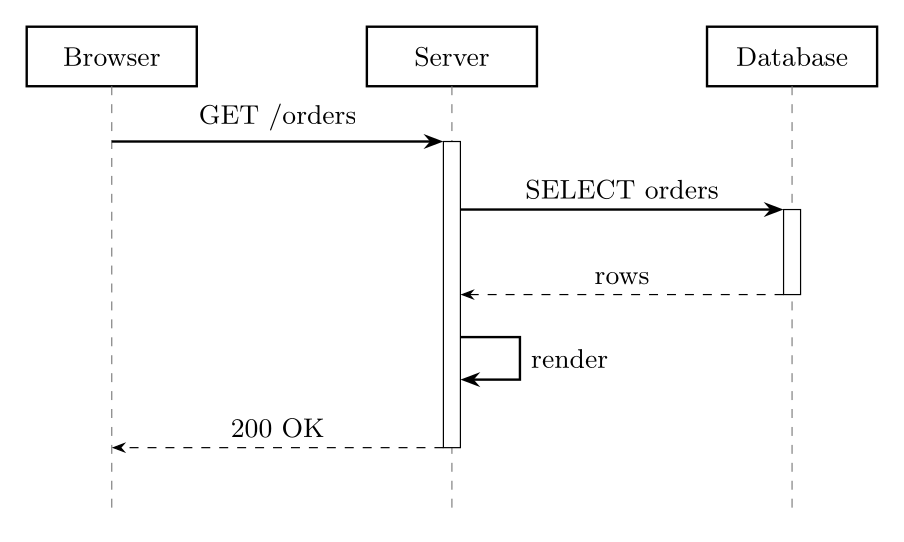 Browser
Server
Database
GET /orders
SELECT orders
rows
render
200 OK